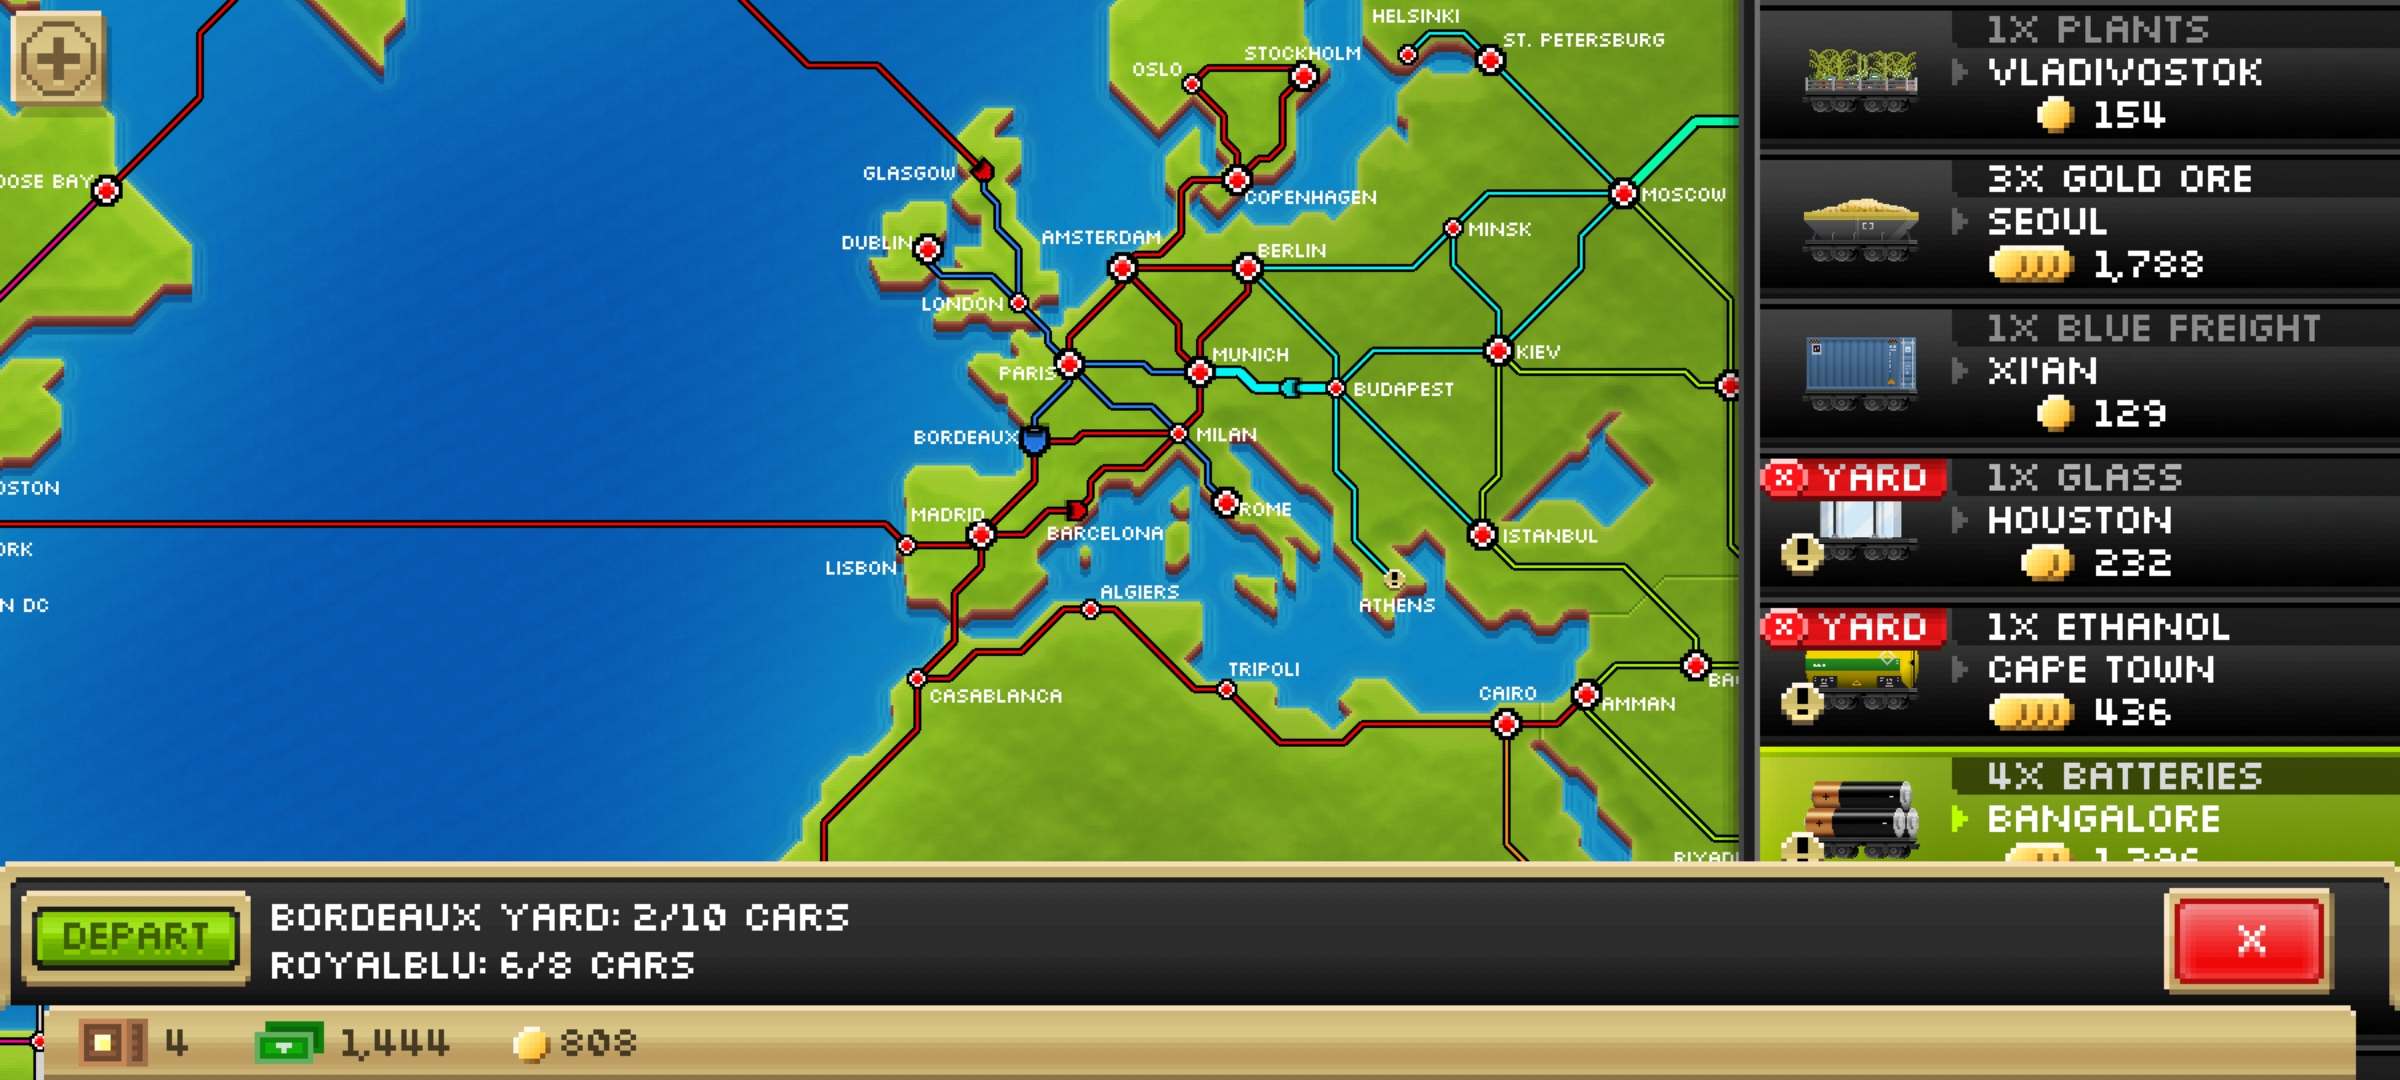 HELSINKI
ST. PETERSBURG
STOCKHOLM
OSLO
GLASGOW
COPENHAGEN
MOSCOW
OOSE BAY
DUBLIN
AMSTERDAM
BERLIN
MINSK
LONDON
PARIS
MUNICH
KIEV
BUDAPEST
BORDEAUX
MILAN
OSTON
MADRID
ROME
BARCELONA
ISTANBUL
ORK
LISBON
ATHENS
N DC
ALGIERS
TRIPOLI
CASABLANCA
CAIRO
AMMAN
BA
RIYAD
1X PLANTS
VLADIVOSTOK
154
3X GOLD ORE
SEOUL
1,788
1X BLUE FREIGHT
XI'AN
129
X YARD
1X GLASS
HOUSTON
232
X YARD
1X ETHANOL
CAPE TOWN
436
4X BATTERIES
BANGALORE
DEPART
BORDEAUX YARD: 2/10 CARS
ROYALBLU: 6/8 CARS
X
4
1,444
808